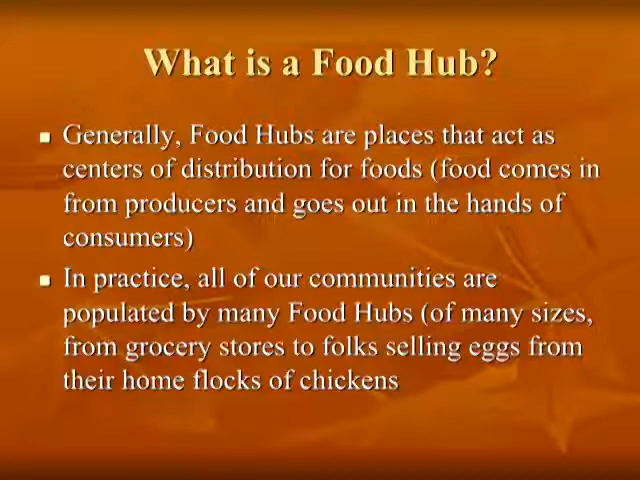 What is a Food Hub?
Generally, Food Hubs are places that act as
centers of distribution for foods (food comes in
from producers and goes out in the hands of
consumers)
In practice, all of our communities are
populated by many Food Hubs (of many sizes,
from grocery stores to folks selling eggs from
their home flocks of chickens